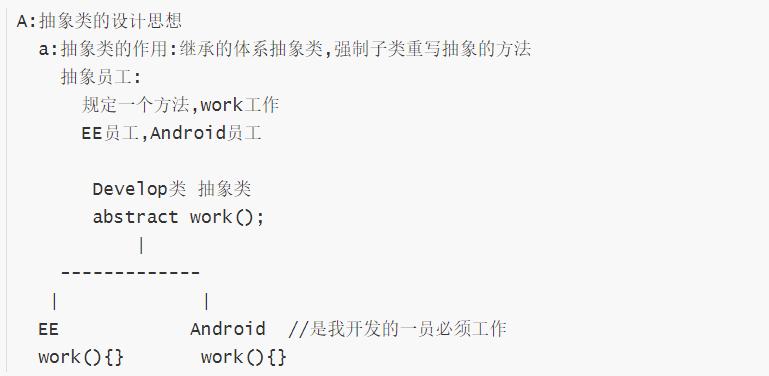 A:抽象类的设计思想
a:抽象类的作用:继承的体系抽象类,强制子类重写抽象的方法
抽象员工:
规定一个方法,work工作
EE员工,Android员工
Develop类 抽象类
abstract work();
|
-------------
| |
EE Android //是我开发的一员必须工作
work(){} work(){}